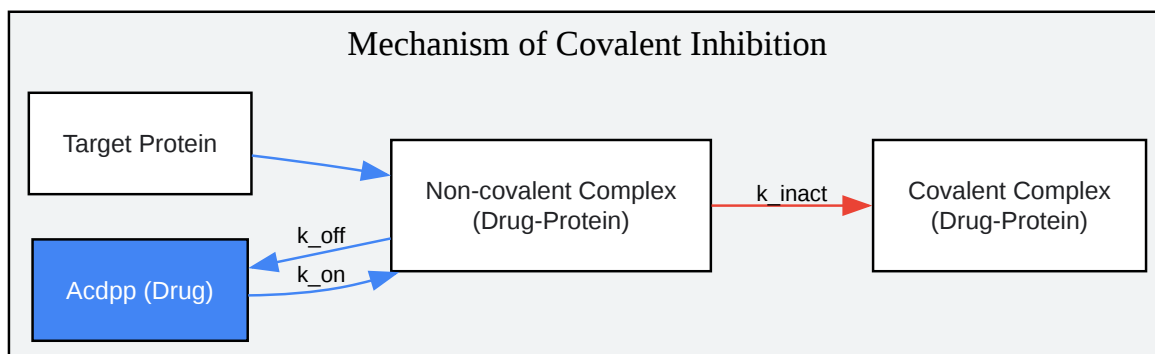 Mechanism of Covalent Inhibition
Target Protein
Non-covalent Complex
(Drug-Protein)
k_inact
Covalent Complex
(Drug-Protein)
k_off
k_on
Acdpp (Drug)